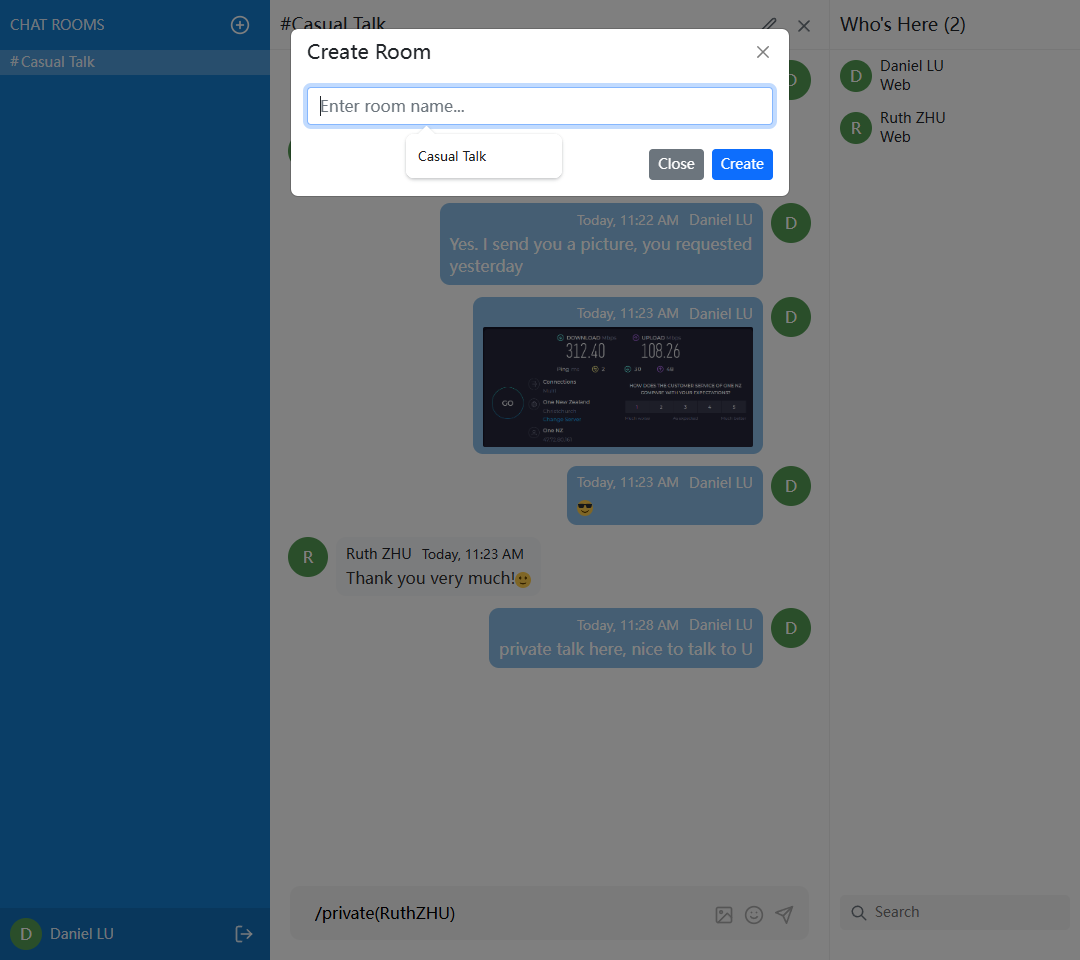 CHAT ROOMS
#Casual Talk
#Casual Talk
Create Room
Enter room name...
Casual Talk
Close
Create
Today, 11:22 AM Daniel LU
Yes. I send you a picture, you requested
yesterday
D
Today, 11:23 AM Daniel LU
D
DOWNLOAD Mbps
UPLOAD Mbps
312.40
108.26
Ping ms
2
20
68
GO
Connections
Multi
One New Zealand
Christchurch
Change Server
One NZ
HOW DOES THE CUSTOMER SERVICE OF ONE NZ
COMPARE WITH YOUR EXPECTATIONS?
1 2 3 4 5
Today, 11:23 AM Daniel LU
😎
D
R
Ruth ZHU Today, 11:23 AM
Thank you very much!🙂
Today, 11:28 AM Daniel LU
private talk here, nice to talk to U
D
/private(RuthZHU)
Who's Here (2)
D
Daniel LU
Web
R
Ruth ZHU
Web
Search
D
Daniel LU